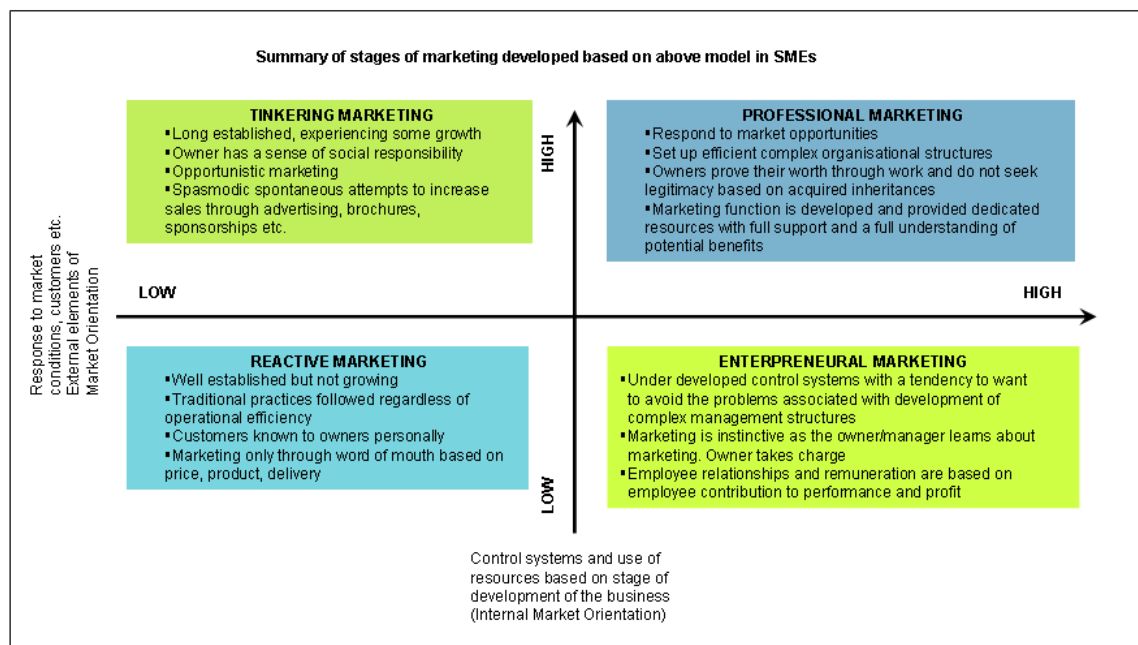 Summary of stages of marketing developed based on above model in SMEs
TINKERING MARKETING
▪Long established, experiencing some growth
▪Owner has a sense of social responsibility
▪Opportunistic marketing
▪Spasmodic spontaneous attempts to increase
sales through advertising, brochures,
sponsorships etc.
HIGH
PROFESSIONAL MARKETING
▪Respond to market opportunities
▪Set up efficient complex organisational structures
▪Owners prove their worth through work and do not seek
legitimacy based on acquired inheritances
▪Marketing function is developed and provided dedicated
resources with full support and a full understanding of
potential benefits
Response to market
conditions, customers etc.
External elements of
Market Orientation
LOW
HIGH
REACTIVE MARKETING
▪Well established but not growing
▪Traditional practices followed regardless of
operational efficiency
▪Customers known to owners personally
▪Marketing only through word of mouth based on
price, product, delivery
LOW
ENTERPRENEURAL MARKETING
▪Under developed control systems with a tendency to want
to avoid the problems associated with development of
complex management structures
▪Marketing is instinctive as the owner/manager learns about
marketing. Owner takes charge
▪Employee relationships and remuneration are based on
employee contribution to performance and profit
Control systems and use of
resources based on stage of
development of the business
(Internal Market Orientation)